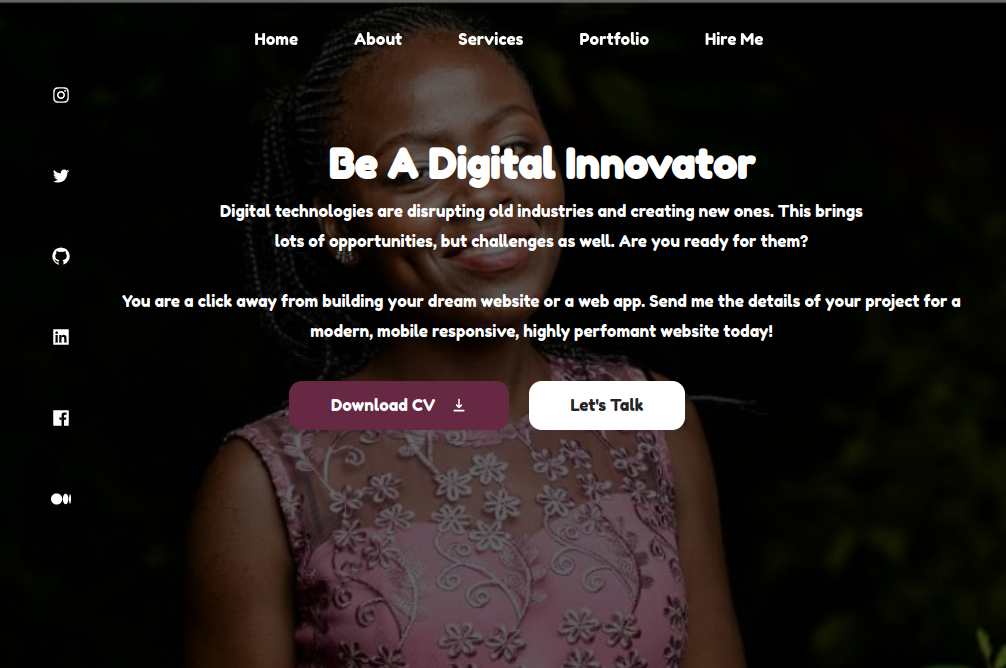 Home About Services Portfolio Hire Me
Be A Digital Innovator
Digital technologies are disrupting old industries and creating new ones. This brings
lots of opportunities, but challenges as well. Are you ready for them?
You are a click away from building your dream website or a web app. Send me the details of your project for a
modern, mobile responsive, highly perfomant website today!
Download CV
Let's Talk